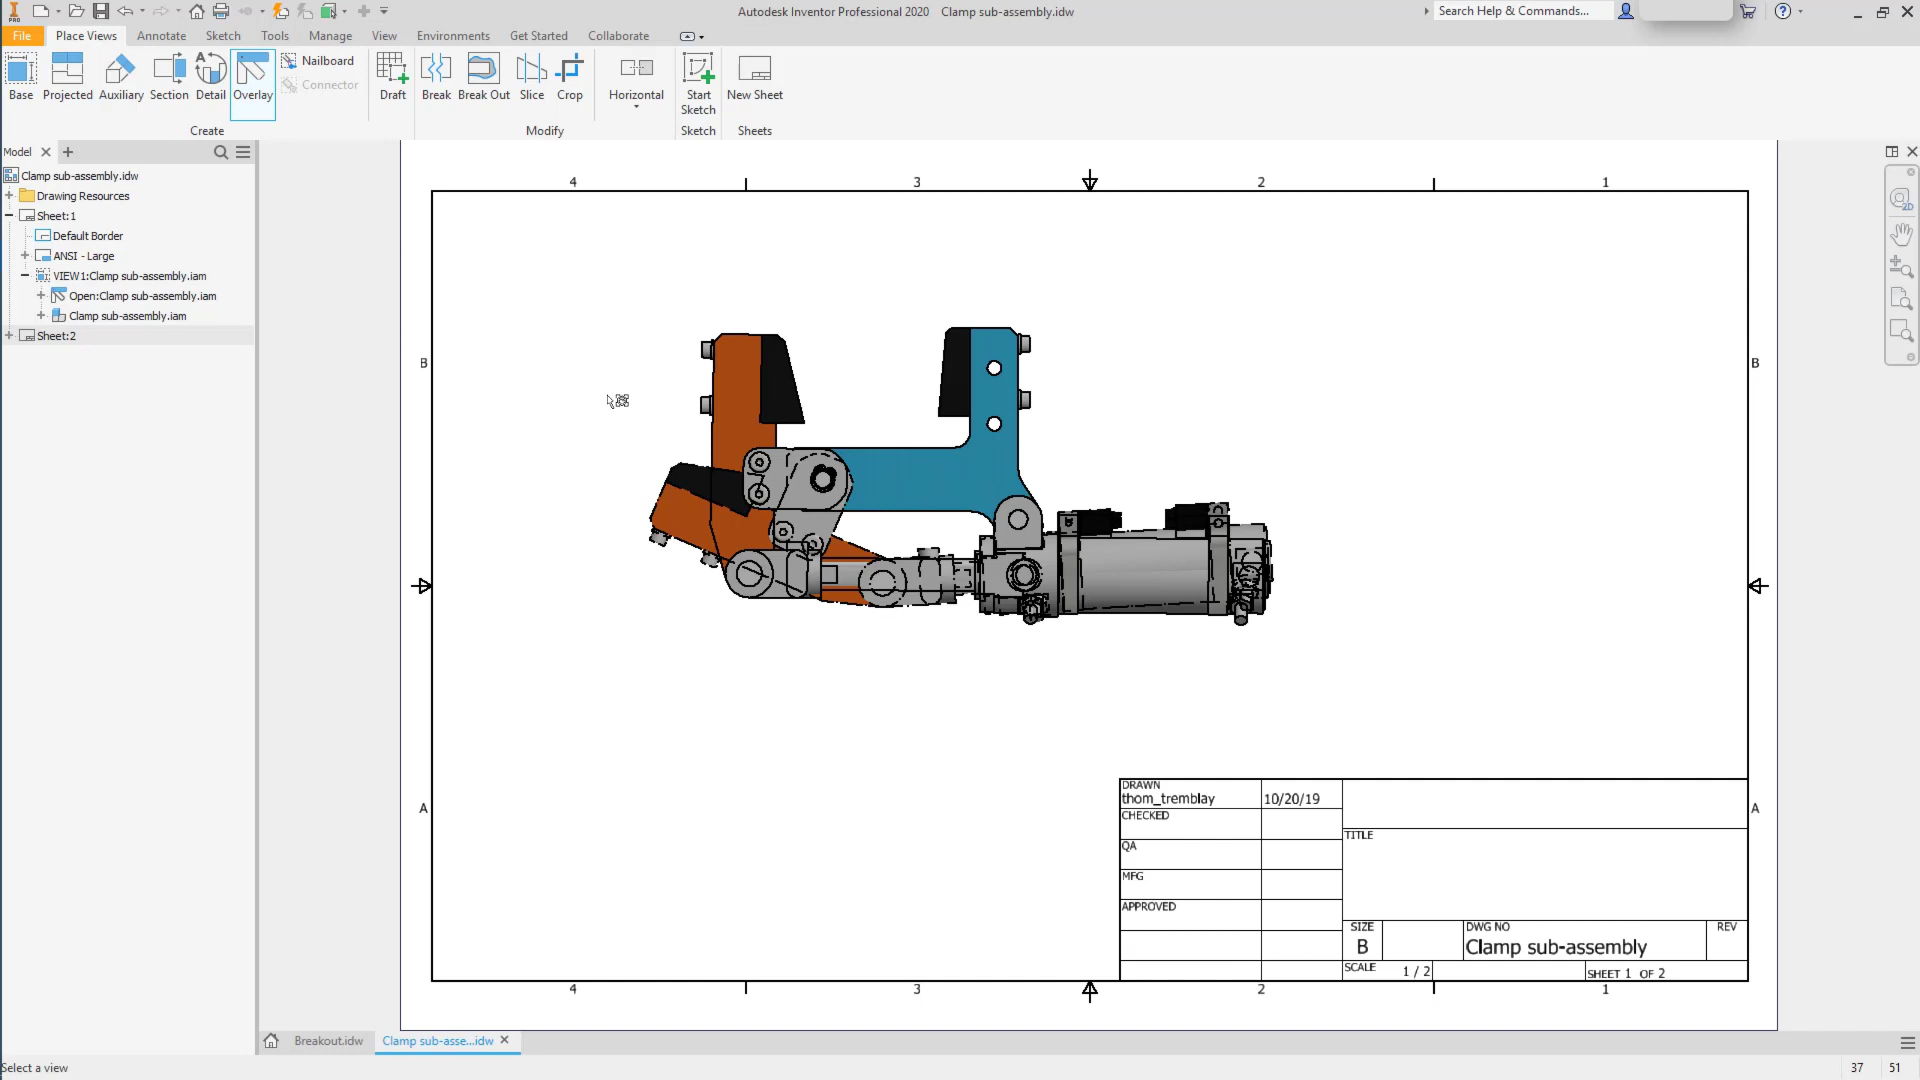 Autodesk Inventor Professional 2020 Clamp sub-assembly.idw
Search Help & Commands...
PRO
File Place Views Annotate Sketch Tools Manage View Environments Get Started Collaborate
Base Projected Auxiliary Section Detail Overlay Nailboard Connector Draft Break Break Out Slice Crop Horizontal Start Sketch New Sheet
Create Modify Sketch Sheets
Model
Clamp sub-assembly.idw
Drawing Resources
Sheet:1
Default Border
ANSI - Large
VIEW1:Clamp sub-assembly.iam
Open:Clamp sub-assembly.iam
Clamp sub-assembly.iam
Sheet:2
4 3 2 1
B B
A A
DRAWN
thom_tremblay 10/20/19
CHECKED
QA
MFG
APPROVED
TITLE
SIZE
B
DWG NO
Clamp sub-assembly
REV
SCALE 1 / 2
SHEET 1 OF 2
4 3 2 1
2D
Breakout.idw Clamp sub-asse...idw
Select a view
37 51